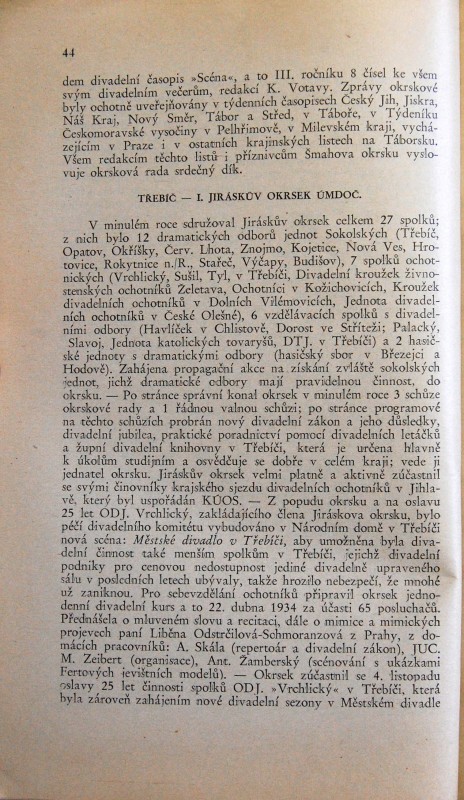 44
dem divadelní časopis »Scéna«, a to III. ročníku 8 čísel ke všem
svým divadelním večerům, redakcí K. Votavy. Zprávy okrskové
byly ochotně uveřejňovány v týdenních časopisech Český Jih, Jiskra,
Náš Kraj, Nový Směr, Tábor a Střed, v Táboře, v Týdeníku
Českomoravské vysočiny v Pelhřimově, v Milevském kraji, vychá-
zejícím v Praze i v ostatních krajinských listech na Táborsku.
Všem redakcím těchto listů i příznivcům Šmahova okrsku vyslo-
vuje okrsková rada srdečný dík.
TŘEBÍČ — I. JIRÁSKŮV OKRSEK ÚMDOČ.
V minulém roce sdružoval Jiráskův okrsek celkem 27 spolků;
z nich bylo 12 dramatických odborů jednot Sokolských (Třebíč,
Opatov, Okříšky, Červ. Lhota, Znojmo, Kojetice, Nová Ves, Hro-
tovice, Rokytnice n./R., Stařeč, Výčapy, Budišov), 7 spolků ochot-
nických (Vrchlický, Sušil, Tyl, v Třebíči, Divadelní kroužek živno-
stenských ochotníků Želetava, Ochotníci v Kožichovicích, Kroužek
divadelních ochotníků v Dolních Vilémovicích, Jednota divadel-
ních ochotníků v České Olešné), 6 vzdělávacích spolků s divadel-
ními odbory (Havlíček v Chlistově, Dorost ve Stříteži; Palacký,
Slavoj, Jednota katolických tovaryšů, DTJ. v Třebíči) a 2 hasič-
ské jednoty s dramatickými odbory (hasičský sbor v Březejci a
Hodově). Zahájena propagační akce na získání zvláště sokolských
jednot, jichž dramatické odbory mají pravidelnou činnost, do
okrsku. — Po stránce správní konal okrsek v minulém roce 3 schůze
okrskové rady a 1 řádnou valnou schůzi; po stránce programové
na těchto schůzích probrán nový divadelní zákon a jeho důsledky,
divadelní jubilea, praktické poradnictví pomocí divadelních letáčků
a župní divadelní knihovny v Třebíči, která je určena hlavně
k úkolům studijním a osvědčuje se dobře v celém kraji; vede ji
jednatel okrsku. Jiráskův okrsek velmi platně a aktivně zúčastnil
se svými činovníky krajského sjezdu divadelních ochotníků v Jihla-
vě, který byl uspořádán KÚOS. — Z popudu okrsku a na oslavu
25 let ODJ. Vrchlický, zakládajícího člena Jiráskova okrsku, bylo
péčí divadelního komitétu vybudováno v Národním domě v Třebíči
nová scéna: Městské divadlo v Třebíči, aby umožněna byla diva-
delní činnost také menším spolkům v Třebíči, jejichž divadelní
podniky pro cenovou nedostupnost jediné divadelně upraveného
sálu v posledních letech ubývaly, takže hrozilo nebezpečí, že mnohé
už zaniknou. Pro sebevzdělání ochotníků připravil okrsek jedno-
denní kurs a to 22. dubna 1934 za účasti 65 posluchačů.
Přednášela o mluveném slovu a recitaci, dále o mimice a mimických
projevech paní Liběna Odstrčilová-Schmoranzová z Prahy, z do-
mácích pracovníků: A. Skála (repertoár a divadelní zákon), JUC.
M. Zeibert (organisace), Ant. Žamberský (scénování s ukázkami
Fertových jevištních modelů). — Okrsek zúčastnil se 4. listopadu
oslavy 25 let činnosti spolků ODJ. »Vrchlický« v Třebíči, která
byla zároveň zahájením nové divadelní sezony v Městském divadle